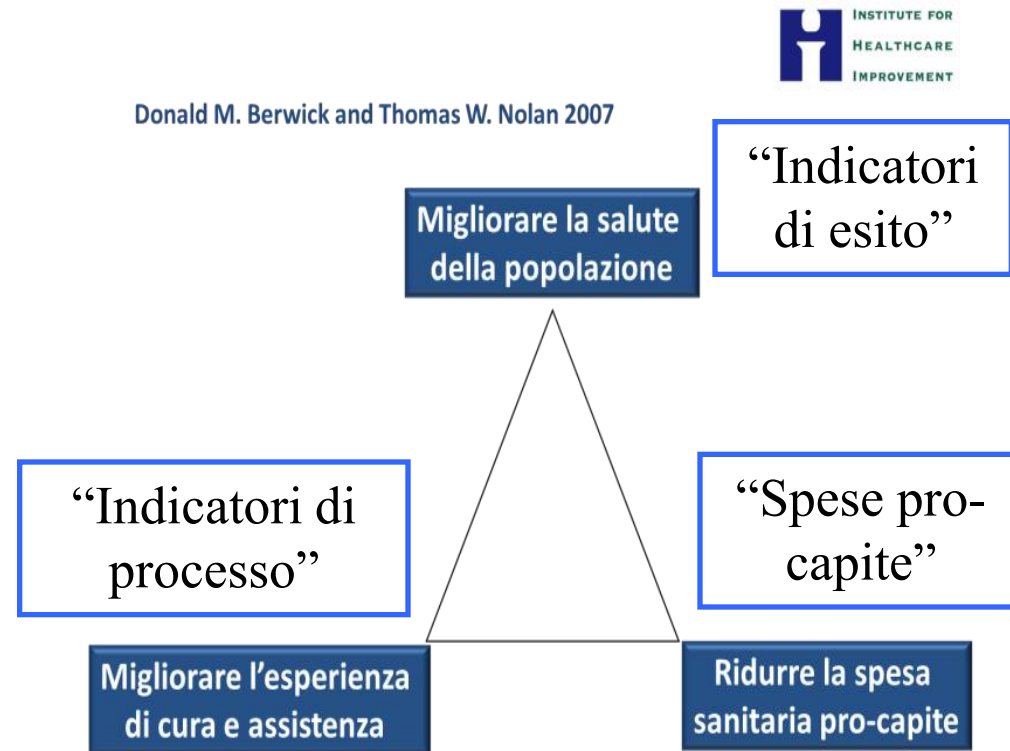 INSTITUTE FOR
HEALTHCARE
IMPROVEMENT
Donald M. Berwick and Thomas W. Nolan 2007
“Indicatori
di esito”
Migliorare la salute
della popolazione
“Indicatori di
processo”
“Spese pro-
capite”
Migliorare l’esperienza
di cura e assistenza
Ridurre la spesa
sanitaria pro-capite